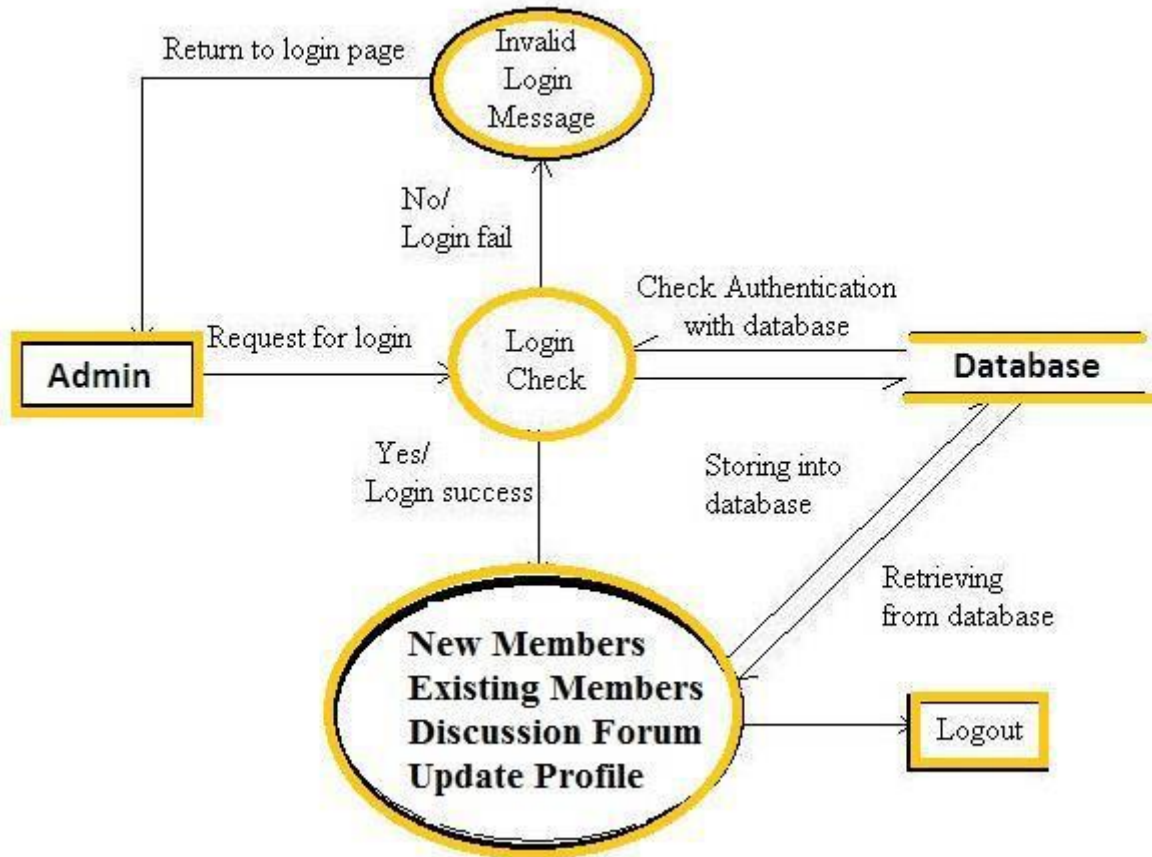 Return to login page
Invalid
Login
Message
No/
Login fail
Check Authentication
with database
Request for login
Login
Check
Admin
Database
Yes/
Login success
Storing into
database
Retrieving
from database
New Members
Existing Members
Discussion Forum
Update Profile
Logout